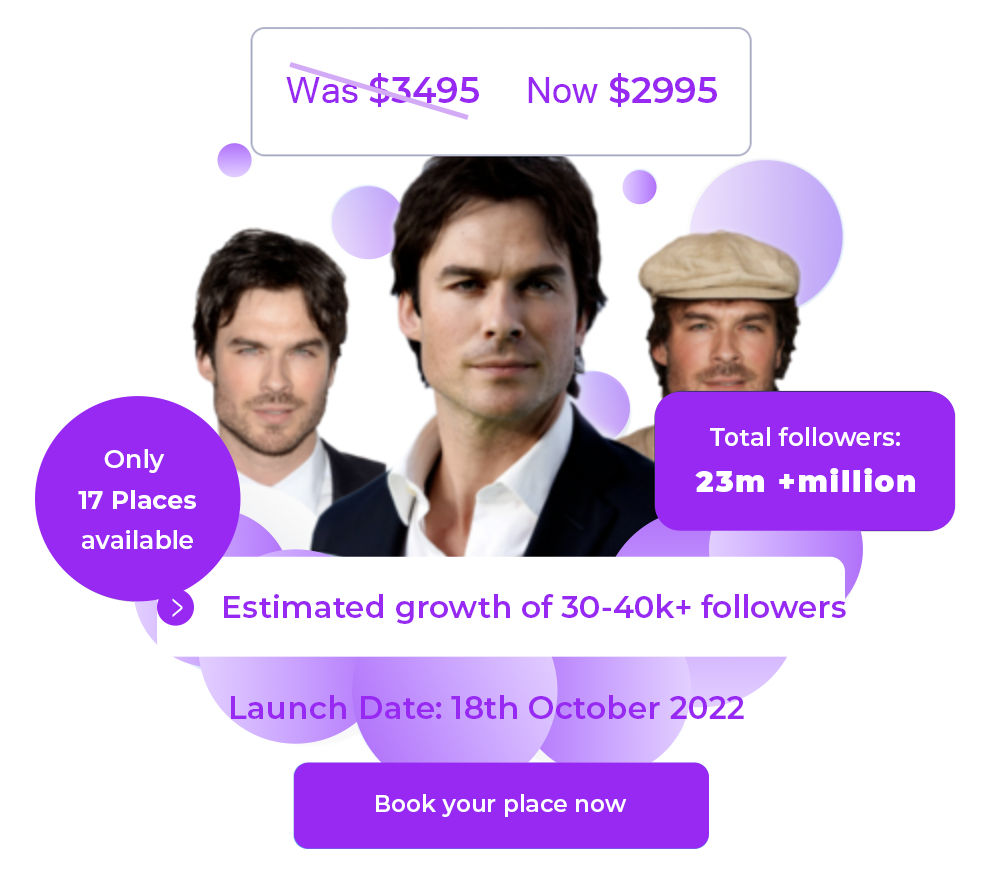 Was $3495 Now $2995
Only
17 Places
available
Total followers:
23m +million
Estimated growth of 30-40k+ followers
Launch Date: 18th October 2022
Book your place now